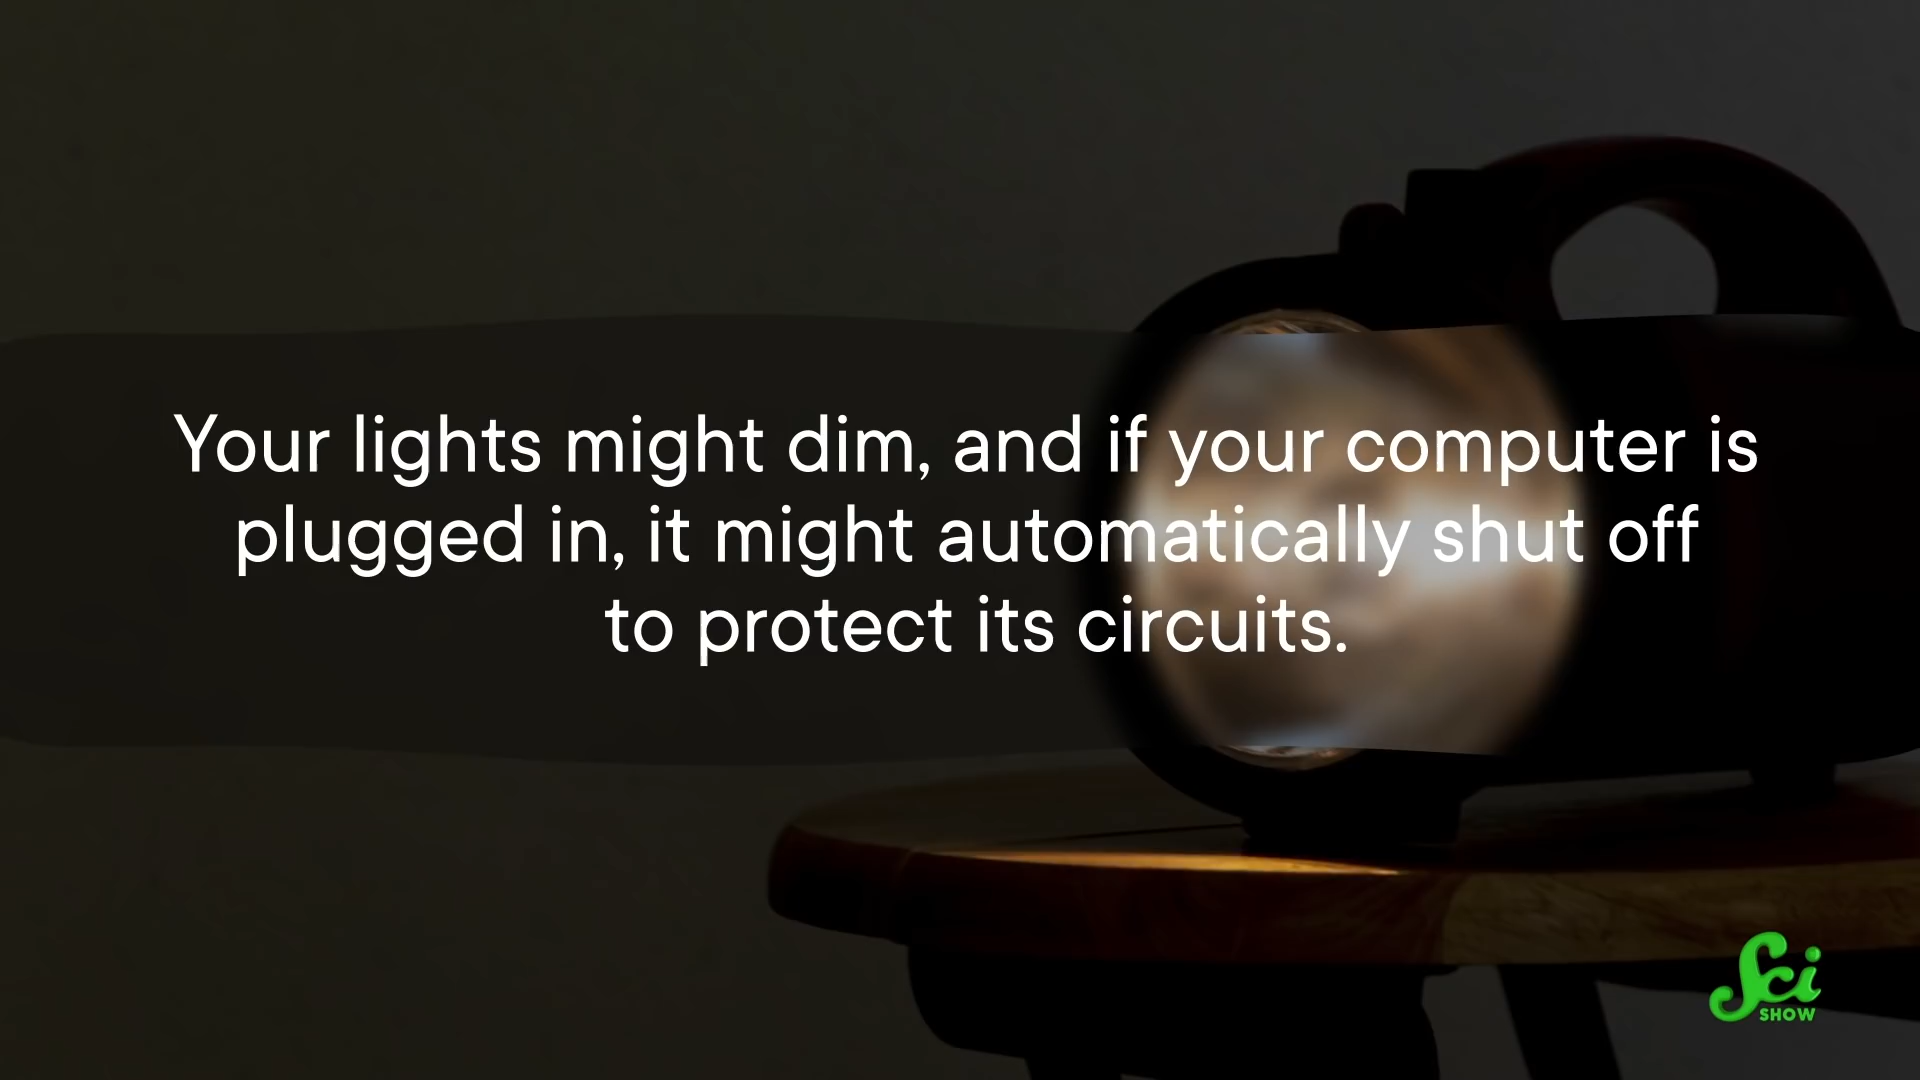 Your lights might dim, and if your computer is
plugged in, it might automatically shut off
to protect its circuits.
Sci
SHOW